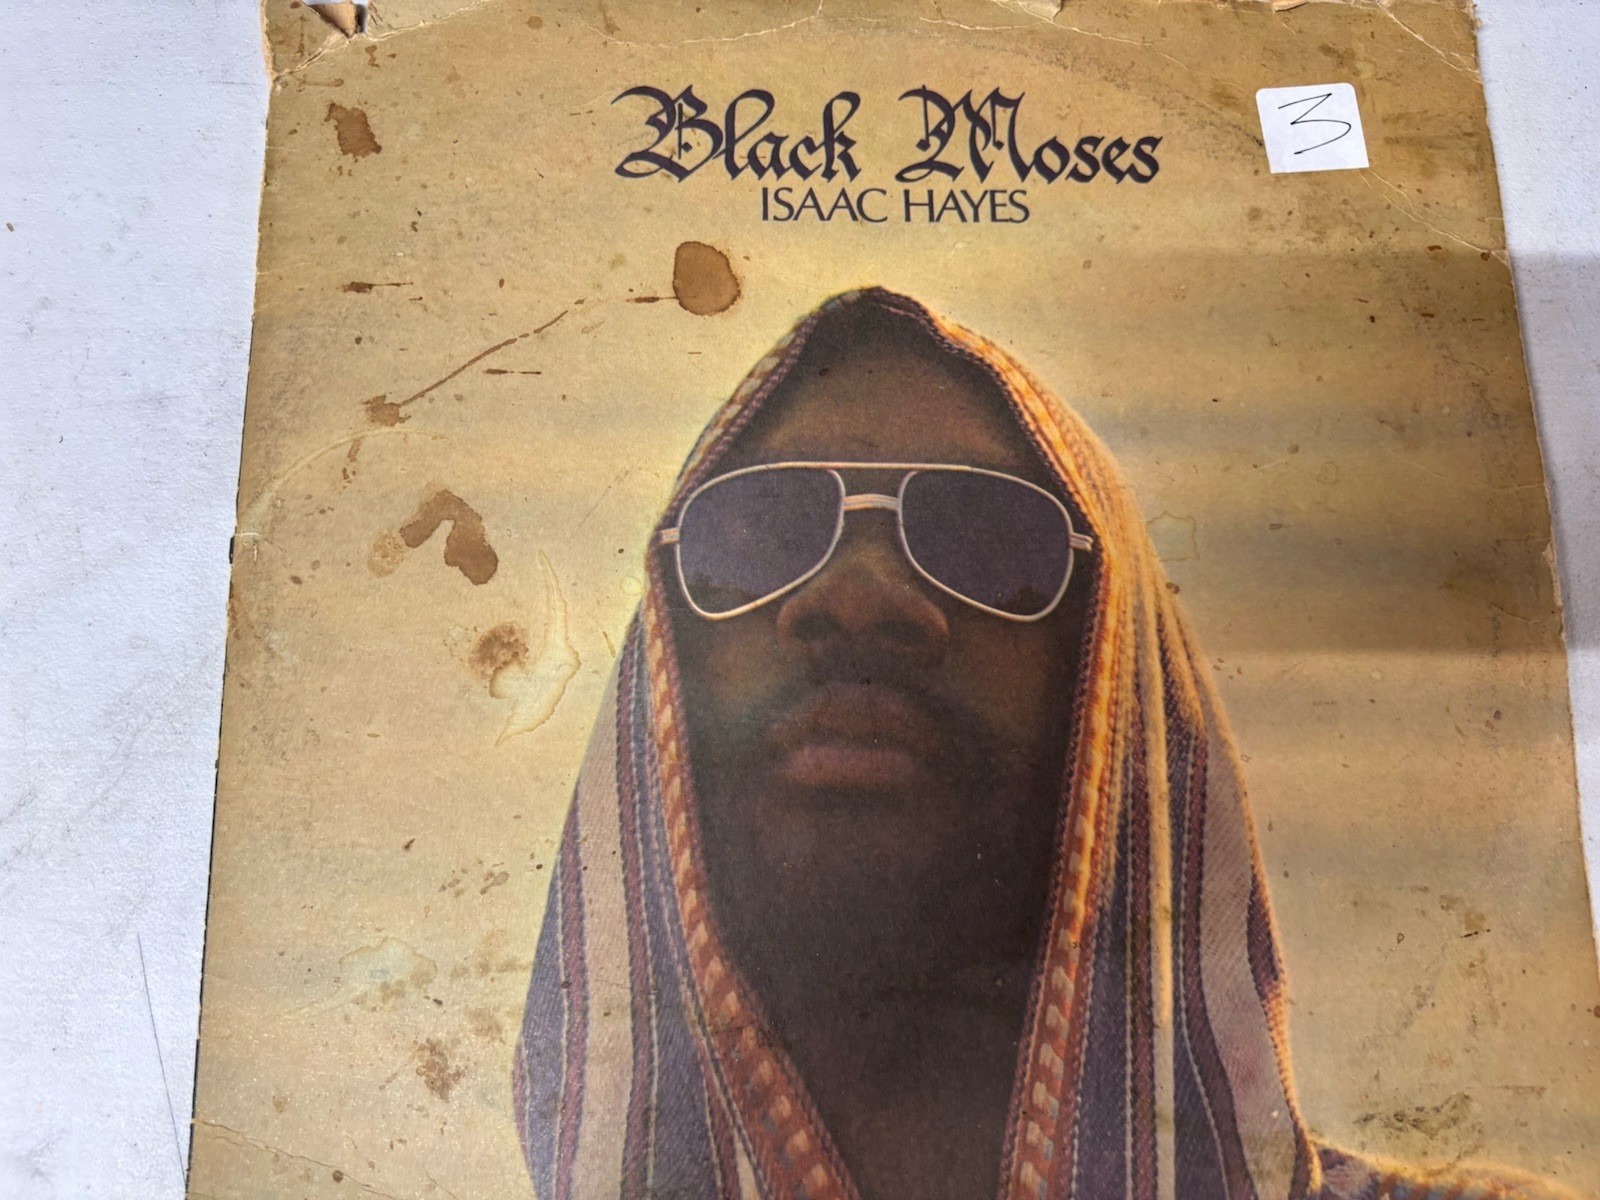 Black Moses
ISAAC HAYES
3